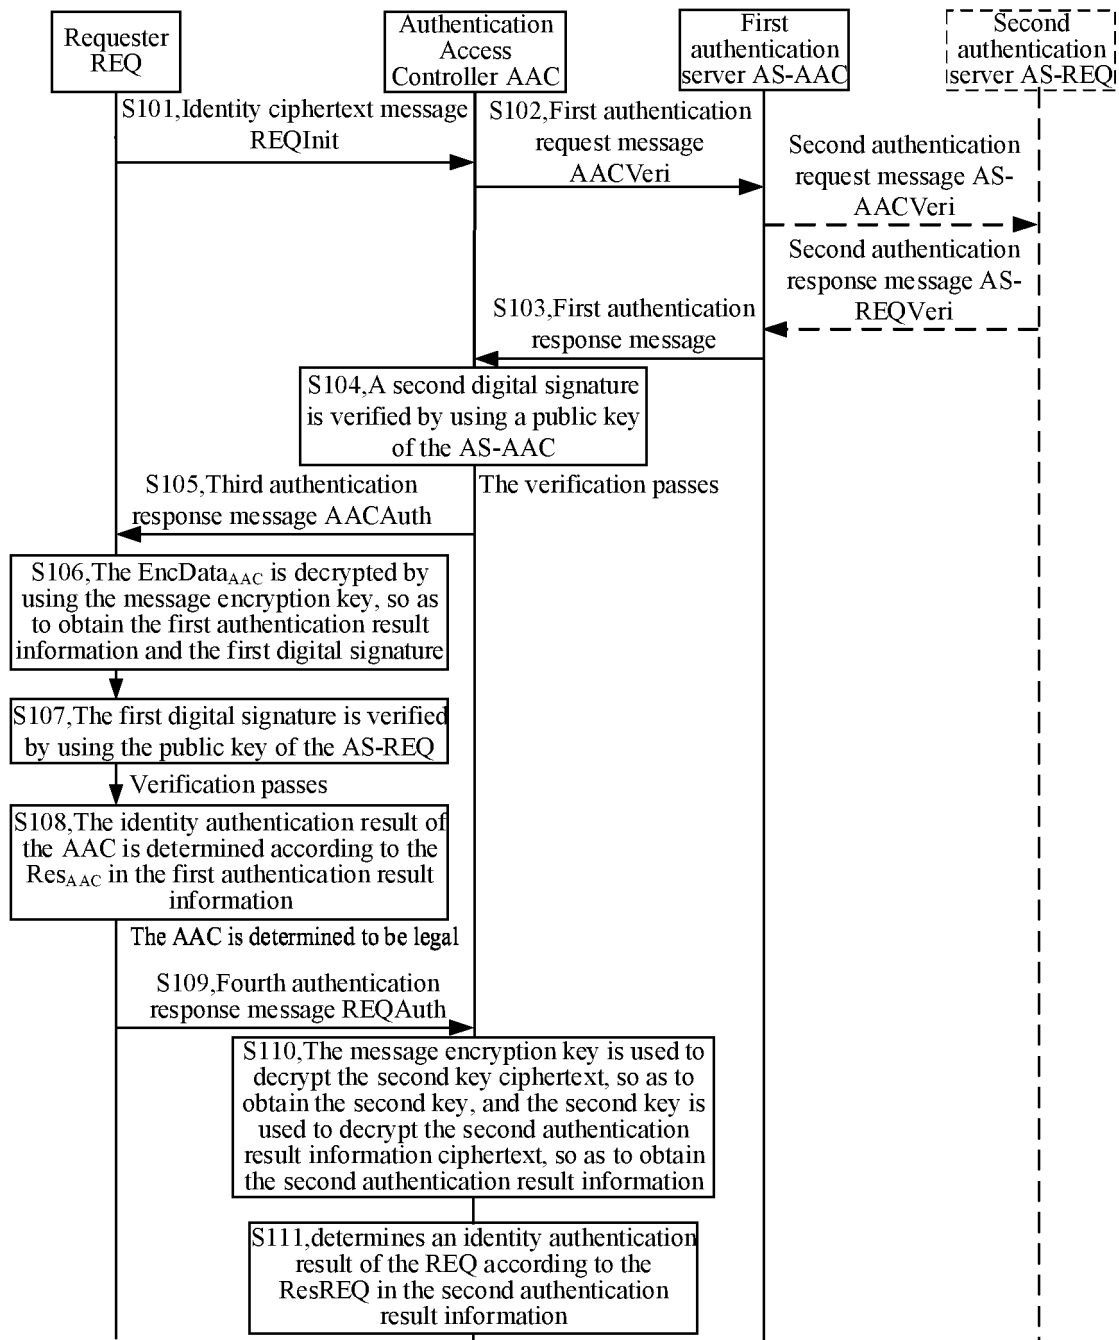 Requester
REQ
Authentication
Access
Controller AAC
First
authentication
server AS-AAC
Second
authentication
server AS-REQ
S101,Identity ciphertext message
REQInit
S102,First authentication
request message
AACVeri
Second authentication
request message AS-
AACVeri
Second authentication
response message AS-
REQVeri
S103,First authentication
response message
S104,A second digital signature
is verified by using a public key
of the AS-AAC
The verification passes
S105,Third authentication
response message AACAuth
S106,The EncDataAAC is decrypted by
using the message encryption key, so as
to obtain the first authentication result
information and the first digital signature
S107,The first digital signature is verified
by using the public key of the AS-REQ
Verification passes
S108,The identity authentication result of
the AAC is determined according to the
ResAAC in the first authentication result
information
The AAC is determined to be legal
S109,Fourth authentication
response message REQAuth
S110,The message encryption key is used to
decrypt the second key ciphertext, so as to
obtain the second key, and the second key is
used to decrypt the second authentication
result information ciphertext, so as to obtain
the second authentication result information
S111,determines an identity authentication
result of the REQ according to the
ResREQ in the second authentication
result information